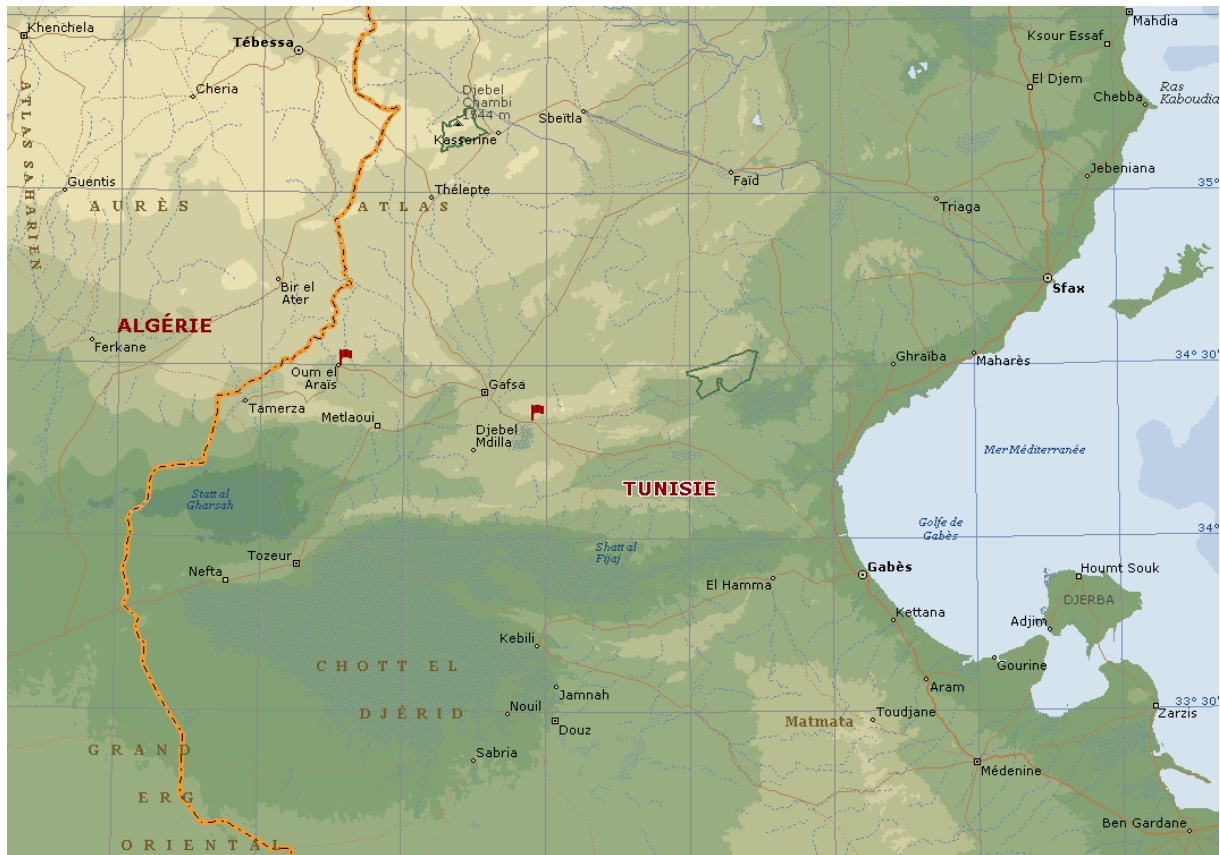 Mahdia
Khenchela
Ksour Essaf
Tébessa
El Djem
Cheria
Djebel
Chambi
1544 m
Chebba
Ras
Kaboudia
Sbeïtla
Kasserine
ATLAS SAHARIEN
Jebeniana
Faïd
Guentis
Thélepte
35°
AURÈS
ATLAS
Triaga
Bir el
Ater
Sfax
ALGÉRIE
Ferkane
Ghraïba
Maharès
34° 30'
Oum el
Araïs
Gafsa
Tamerza
Metlaoui
Djebel
Mdilla
Mer Méditerranée
TUNISIE
Statt al
Gharsah
Golfe de
Gabès
34°
Shatt al
Fijaj
Tozeur
Nefta
El Hamma
Gabès
Houmt Souk
DJERBA
Kettana
Adjim
Kebili
CHOTT EL
DJÉRID
Gourine
Jamnah
Aram
Nouil
Douz
Matmata
Toudjane
33° 30'
Zarzis
GRAND
ERG
ORIENTAL
Sabria
Médenine
Ben Gardane